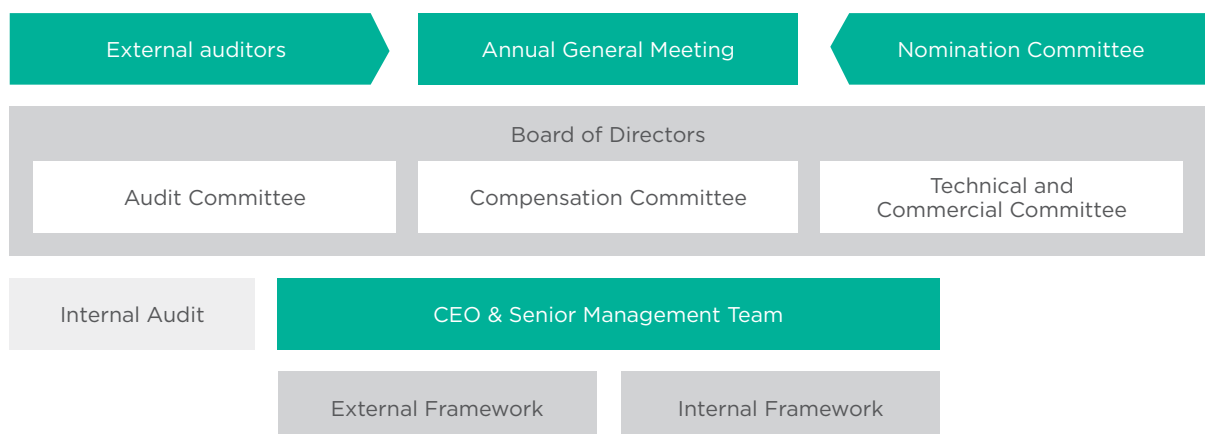 External auditors
Annual General Meeting
Nomination Committee
Board of Directors
Audit Committee
Compensation Committee
Technical and
Commercial Committee
Internal Audit
CEO & Senior Management Team
External Framework
Internal Framework